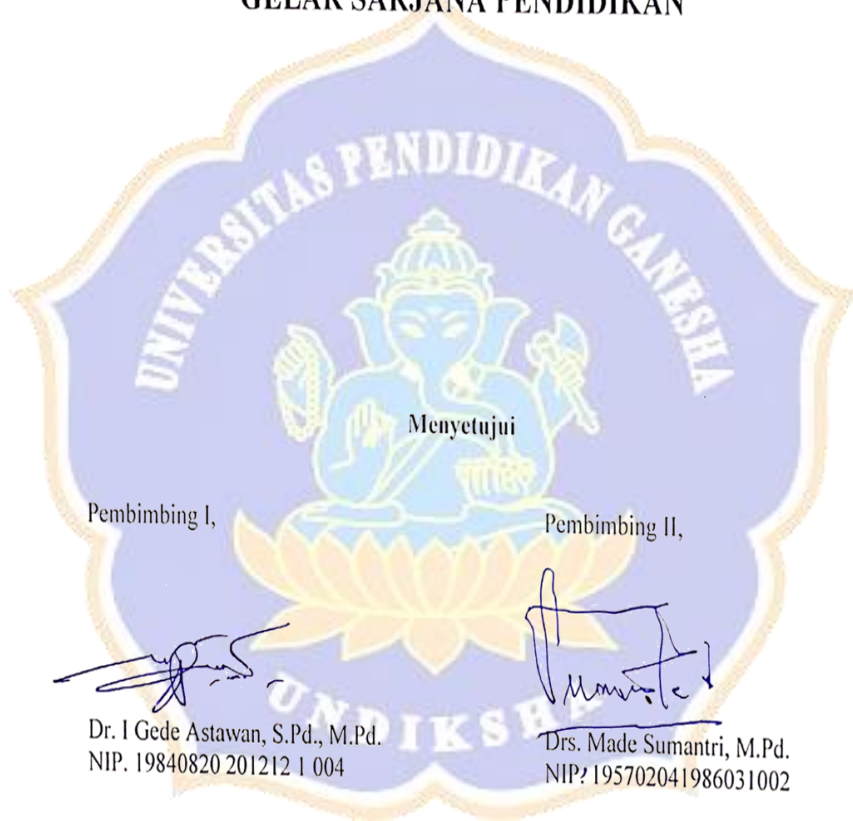 GELAR SARJANA PENDIDIKAN
UNIVERSITAS PENDIDIKAN GANESHA
Menyetujui
Pembimbing I,
Pembimbing II,
Dr. I Gede Astawan, S.Pd., M.Pd.
NIP. 19840820 201212 1 004
Drs. Made Sumantri, M.Pd.
NIP. 195702041986031002
UNDIKSHA